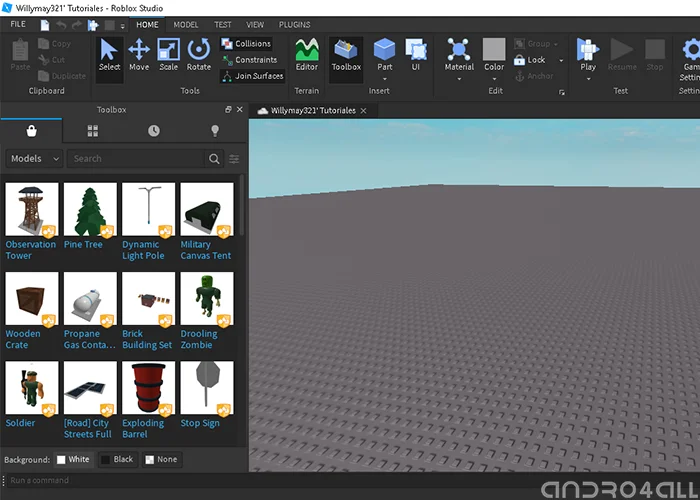 Willymay321' Tutoriales - Roblox Studio
FILE HOME MODEL TEST VIEW PLUGINS
Paste Copy Cut Duplicate
Clipboard
Select Move Scale Rotate Collisions Constraints Join Surfaces
Tools
Editor
Terrain
Toolbox Part UI
Insert
Material Color Group Lock Anchor
Edit
Play Resume Stop
Test
Gam
Settin
Settin
Toolbox
Willymay321' Tutoriales
Models
Search
Observation
Tower
Pine Tree
Dynamic
Light Pole
Military
Canvas Tent
Wooden
Crate
Propane
Gas Conta...
Brick
Building Set
Drooling
Zombie
Soldier
[Road] City
Streets Full
Exploding
Barrel
Stop Sign
Background: White Black None
Run a command
ANDRO4ALL